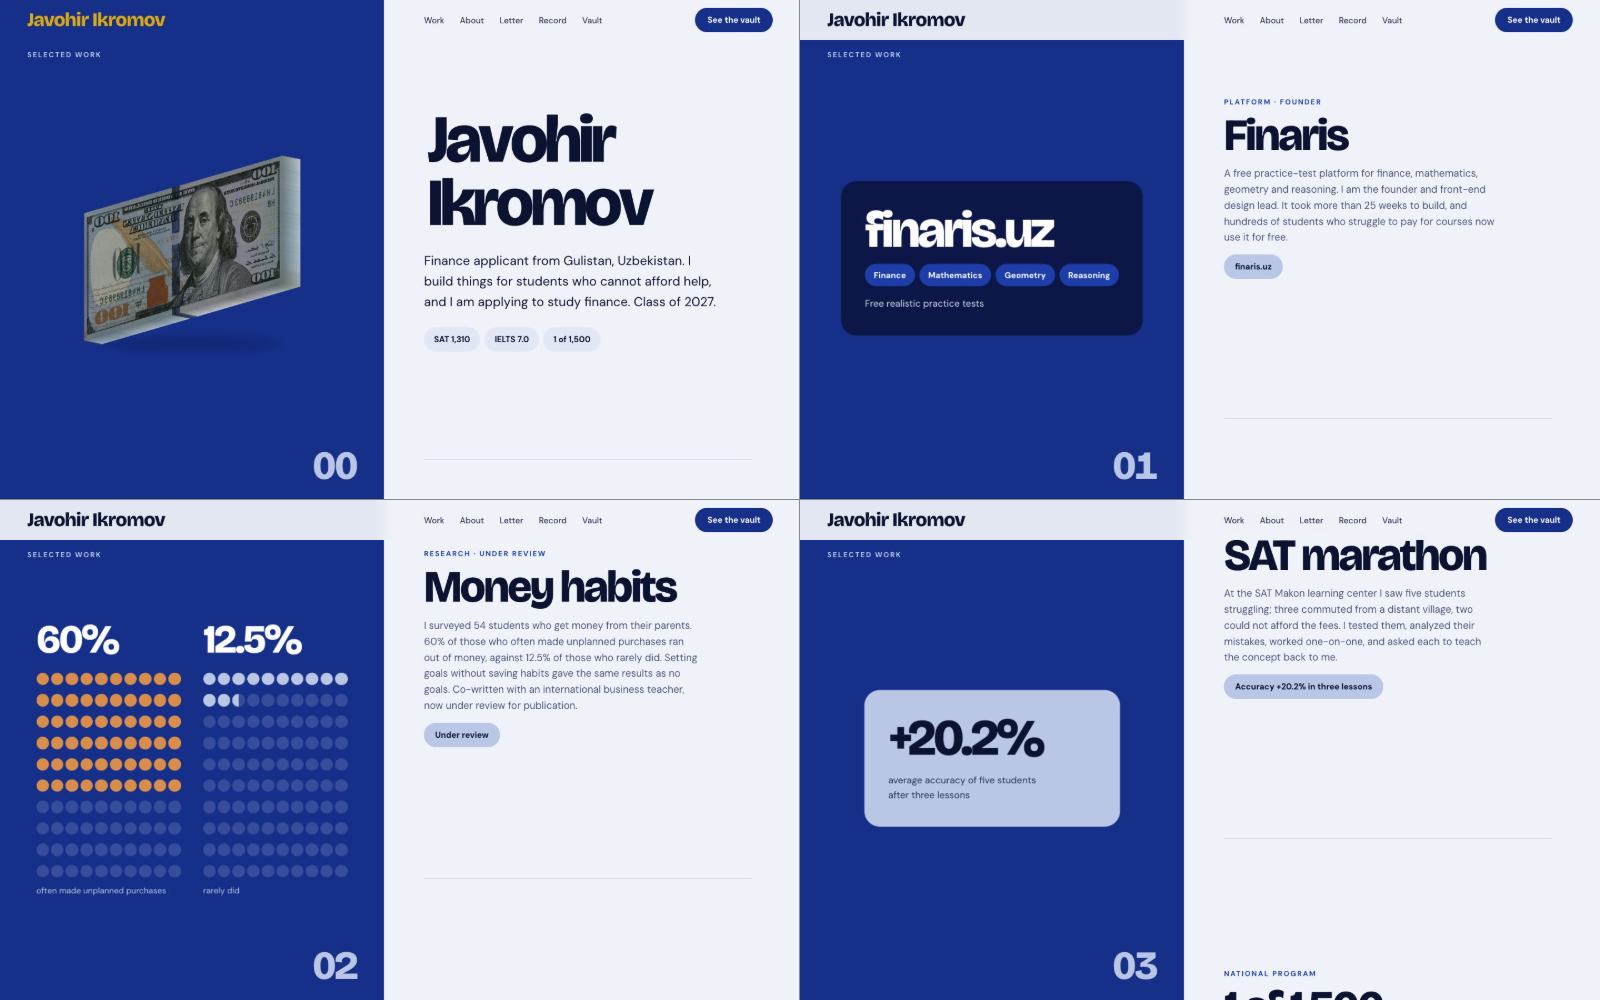 Javohir Ikromov
Work About Letter Record Vault
See the vault
SELECTED WORK
100
100
100
100
Javohir
Ikromov
Finance applicant from Gulistan, Uzbekistan. I
build things for students who cannot afford help,
and I am applying to study finance. Class of 2027.
SAT 1,310 IELTS 7.0 1 of 1,500
00
Javohir Ikromov
Work About Letter Record Vault
See the vault
SELECTED WORK
finaris.uz
Finance Mathematics Geometry Reasoning
Free realistic practice tests
PLATFORM · FOUNDER
Finaris
A free practice-test platform for finance, mathematics,
geometry and reasoning. I am the founder and front-end
design lead. It took more than 25 weeks to build, and
hundreds of students who struggle to pay for courses now
use it for free.
finaris.uz
01
Javohir Ikromov
Work About Letter Record Vault
See the vault
SELECTED WORK
60% 12.5%
often made unplanned purchases rarely did
RESEARCH · UNDER REVIEW
Money habits
I surveyed 54 students who get money from their parents.
60% of those who often made unplanned purchases ran
out of money, against 12.5% of those who rarely did. Setting
goals without saving habits gave the same results as no
goals. Co-written with an international business teacher,
now under review for publication.
Under review
02
Javohir Ikromov
Work About Letter Record Vault
See the vault
SELECTED WORK
+20.2%
average accuracy of five students
after three lessons
SAT marathon
At the SAT Makon learning center I saw five students
struggling; three commuted from a distant village, two
could not afford the fees. I tested them, analyzed their
mistakes, worked one-on-one, and asked each to teach
the concept back to me.
Accuracy +20.2% in three lessons
03
NATIONAL PROGRAM
1 of 1,500